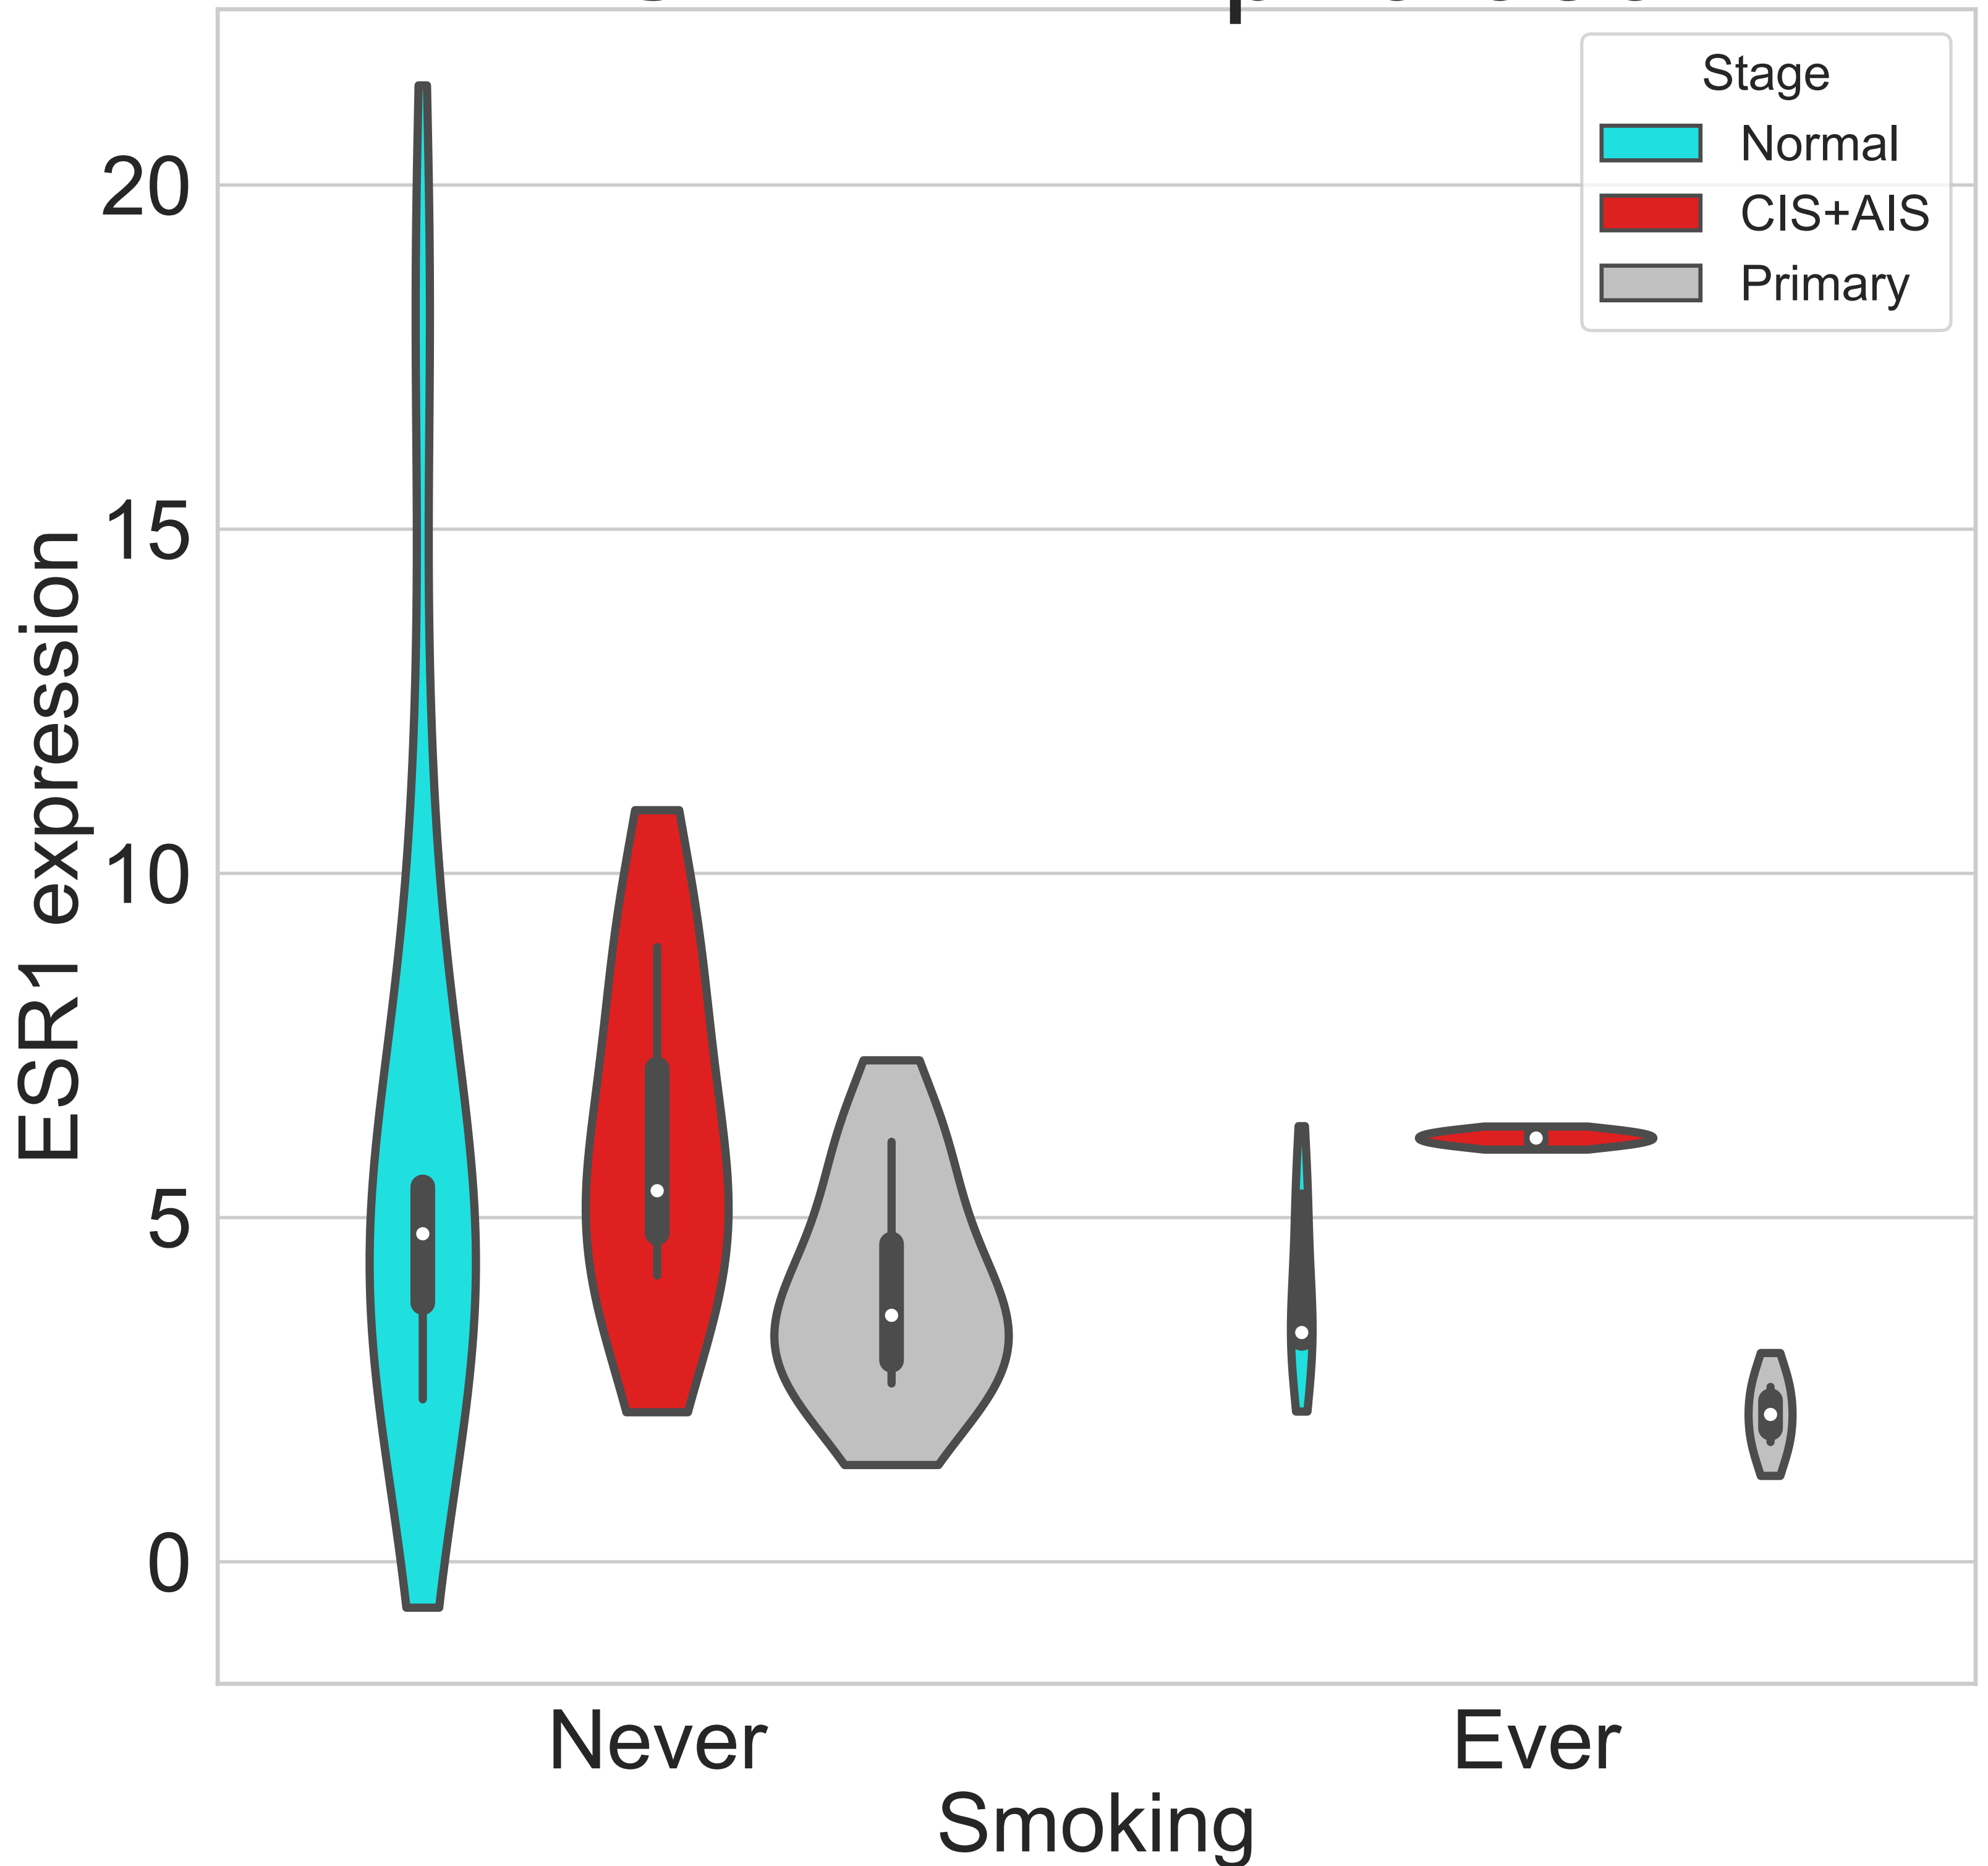 Stage
Normal
CIS+AIS
Primary
20
15
10
5
0
ESR1 expression
Never
Ever
Smoking